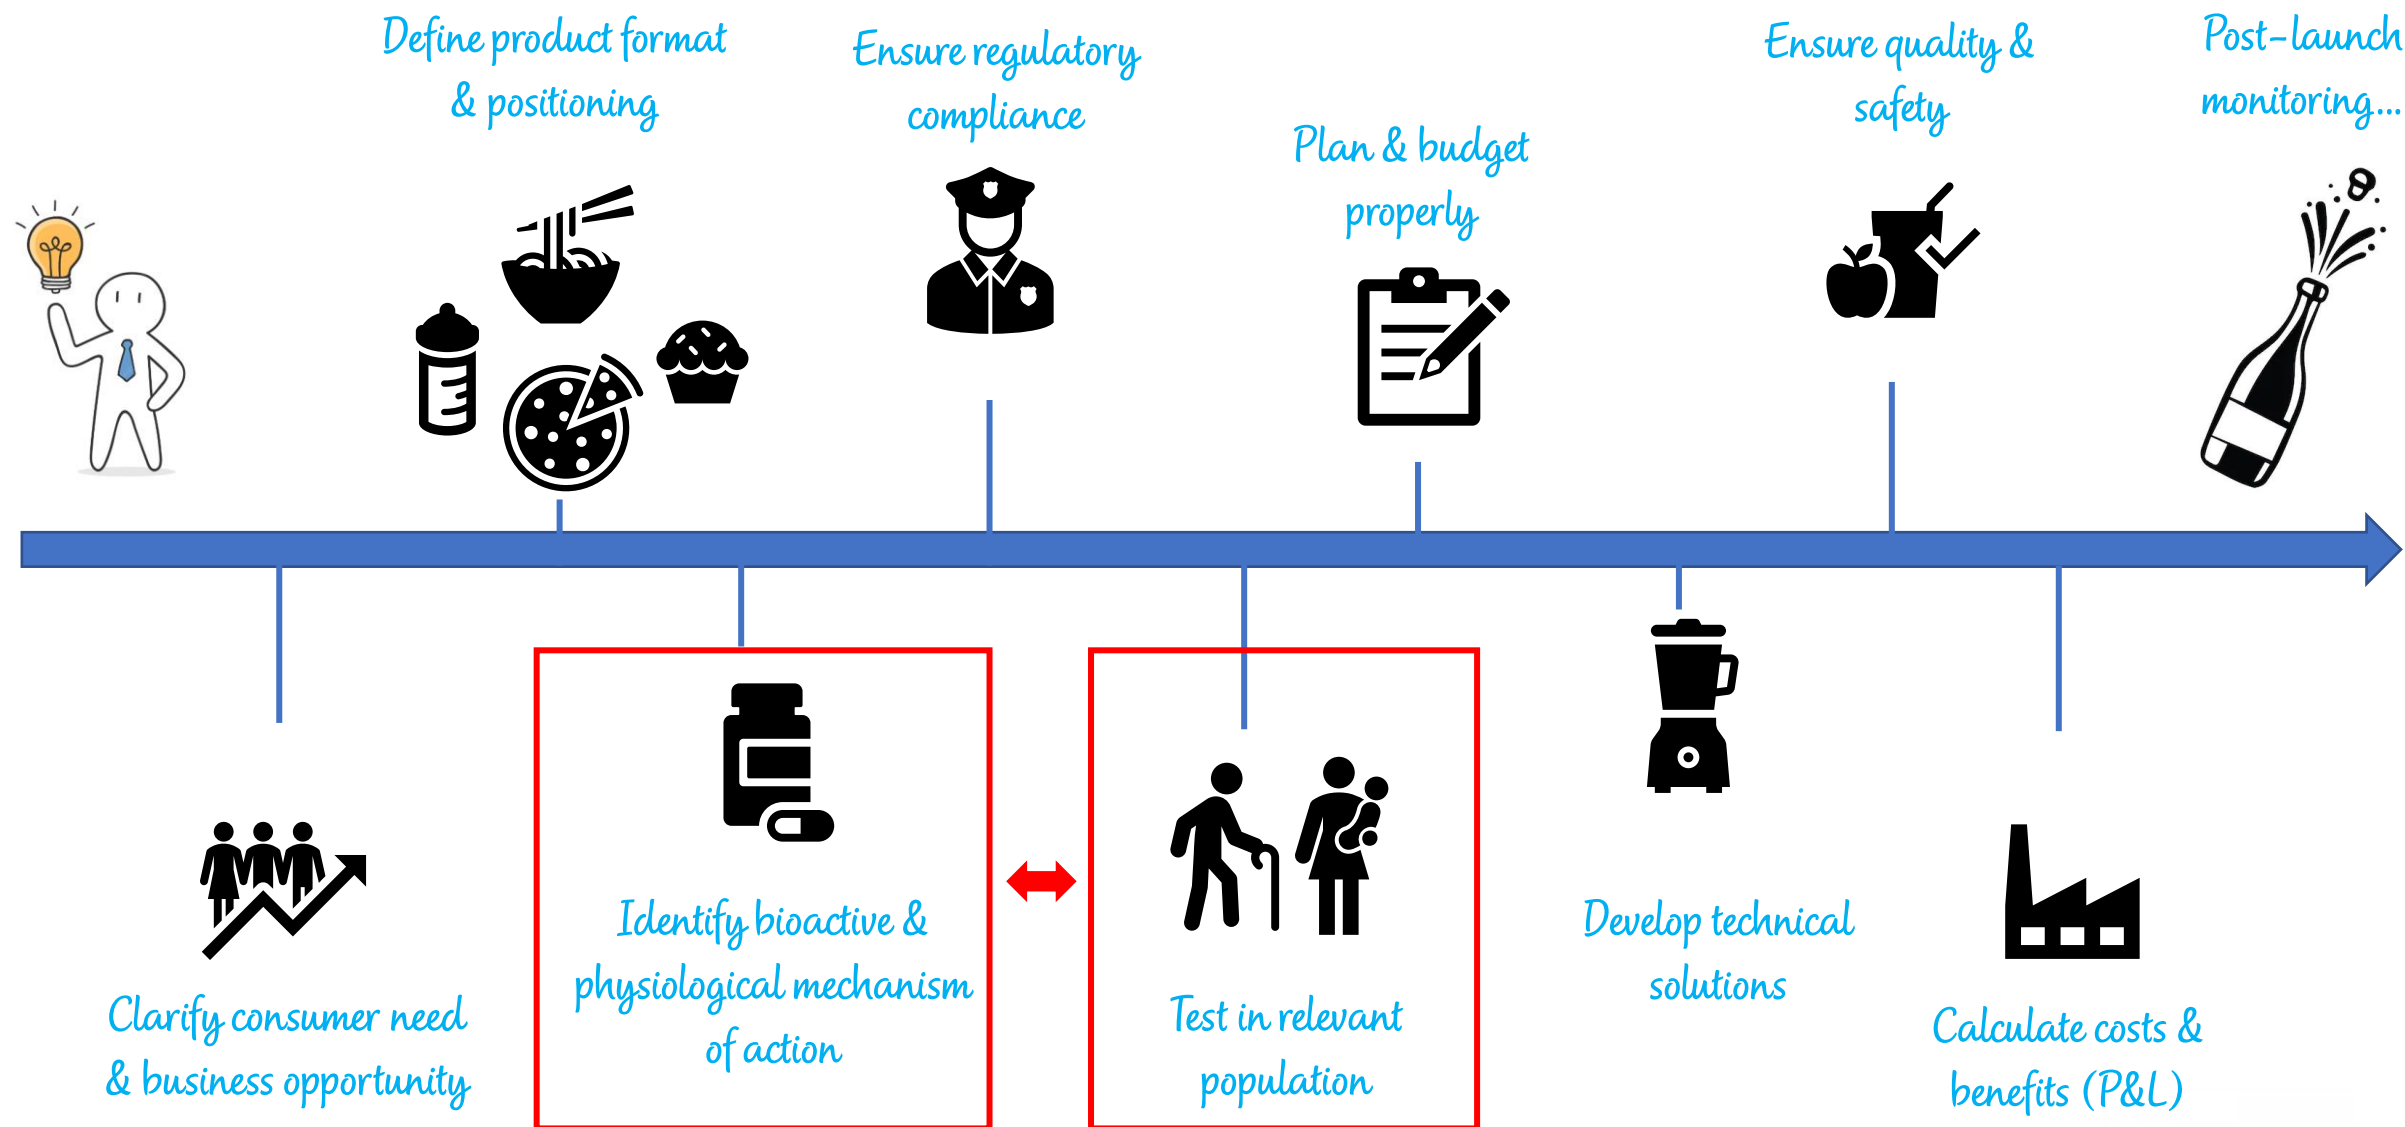 Define product format
& positioning
Ensure regulatory
compliance
Plan & budget
properly
Ensure quality &
safety
Post-launch
monitoring...
Clarify consumer need
& business opportunity
Identify bioactive &
physiological mechanism
of action
Test in relevant
population
Develop technical
solutions
Calculate costs &
benefits (P&L)